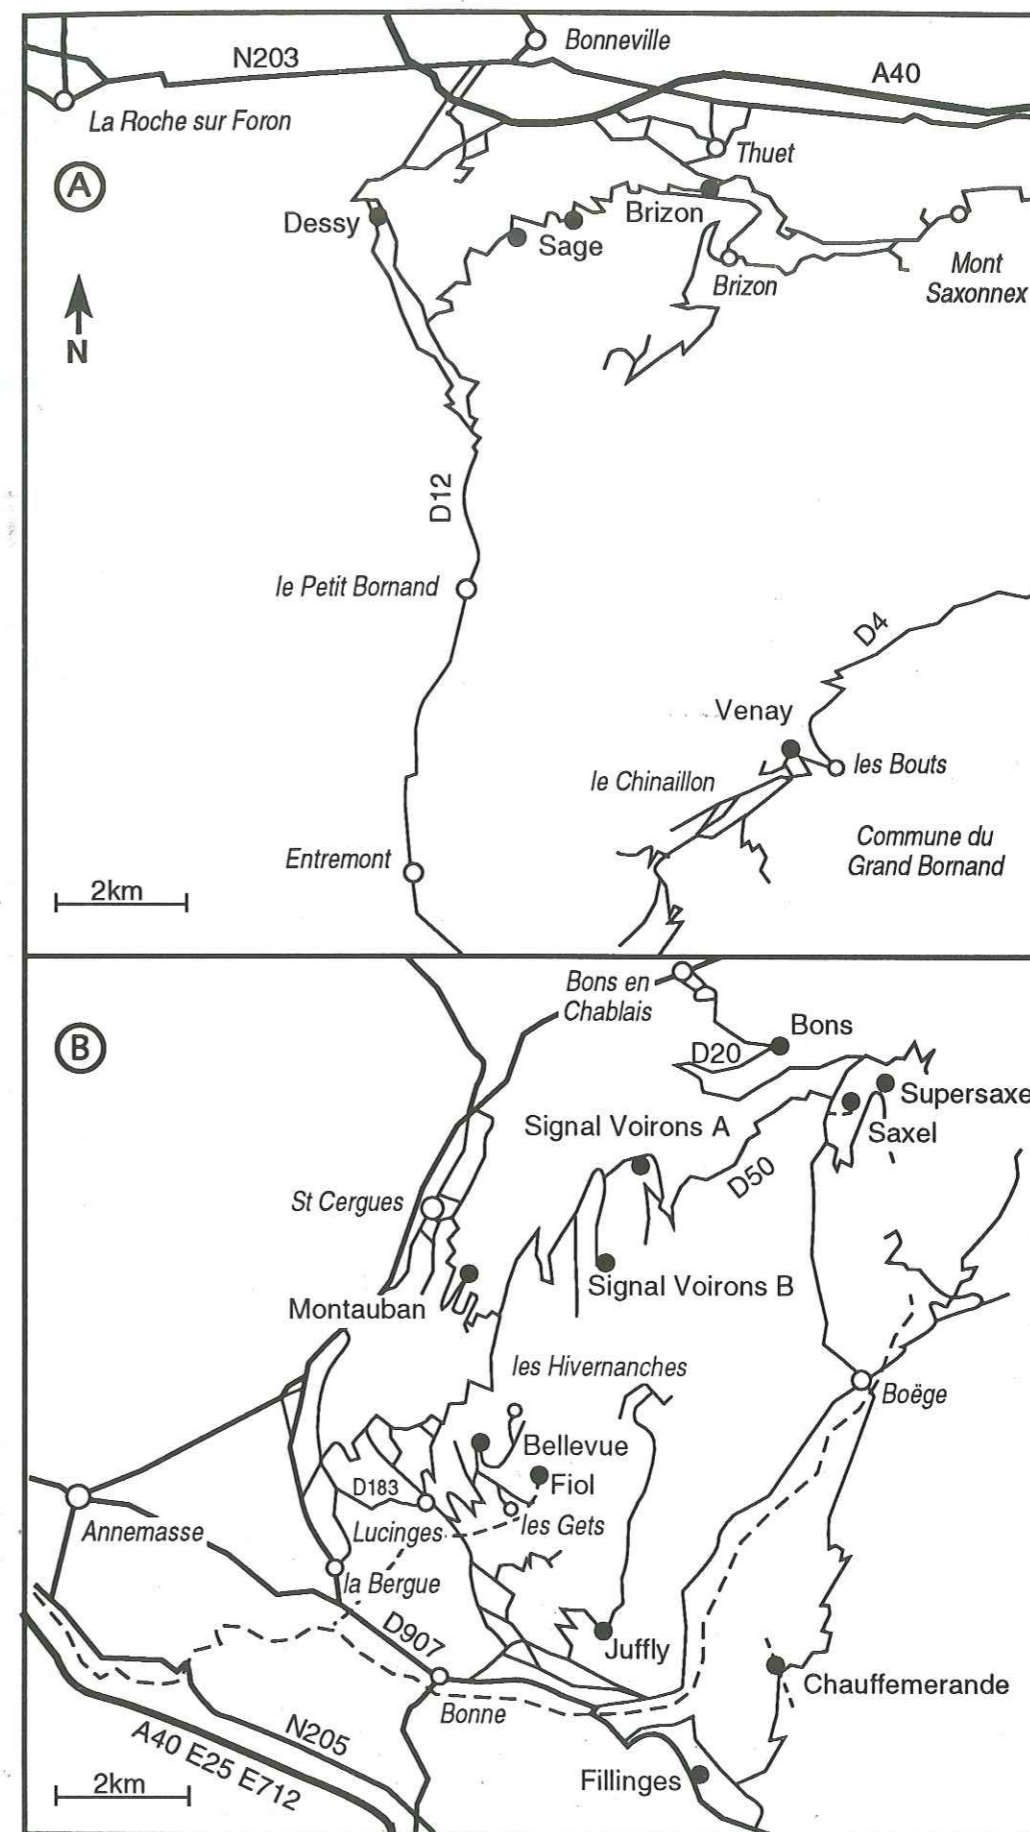 Bonneville
N203
A40
La Roche sur Foron
A
Thuet
Dessy
Brizon
Sage
Brizon
Mont
Saxonnex
N
D12
le Petit Bornand
D4
Venay
les Bouts
le Chinaillon
Commune du
Grand Bornand
Entremont
2km
Bons en
Chablais
B
Bons
D20
Supersaxe
Signal Voirons A
Saxel
D50
St Cergues
Signal Voirons B
Montauban
les Hivernanches
Boëge
Bellevue
Fiol
D183
les Gets
Annemasse
Lucinges
la Bergue
D907
Juffly
Chauffemerande
Bonne
N205
A40 E25 E712
Fillinges
2km